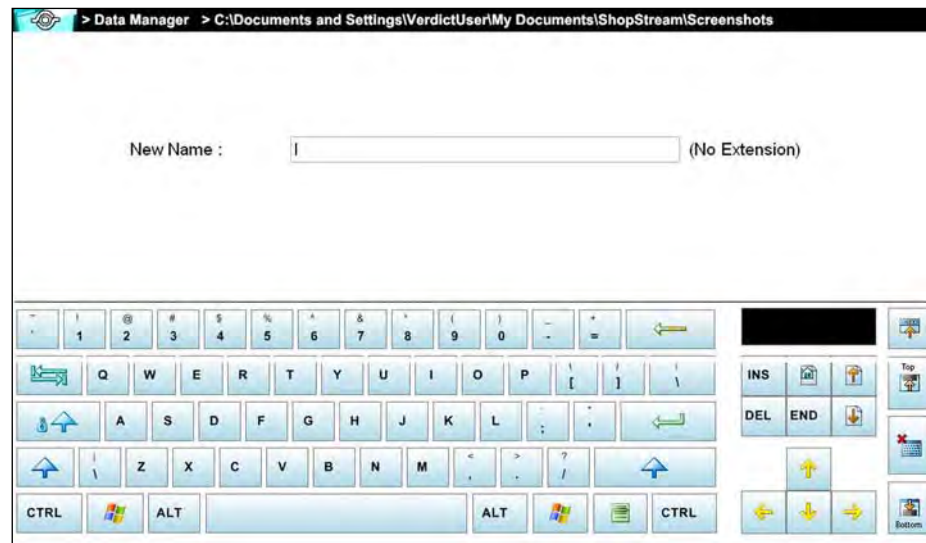 > Data Manager > C:\Documents and Settings\VerdictUser\My Documents\ShopStream\Screenshots
New Name :
(No Extension)
! @ # $ % ^ & ( ) _ +
1 2 3 4 5 6 7 8 9 0 - =
Q W E R T Y U I O P [ ] \
INS
Top
A S D F G H J K L ;
DEL END
< > ?
\ Z X C V B N M , . /
CTRL ALT ALT CTRL
Bottom